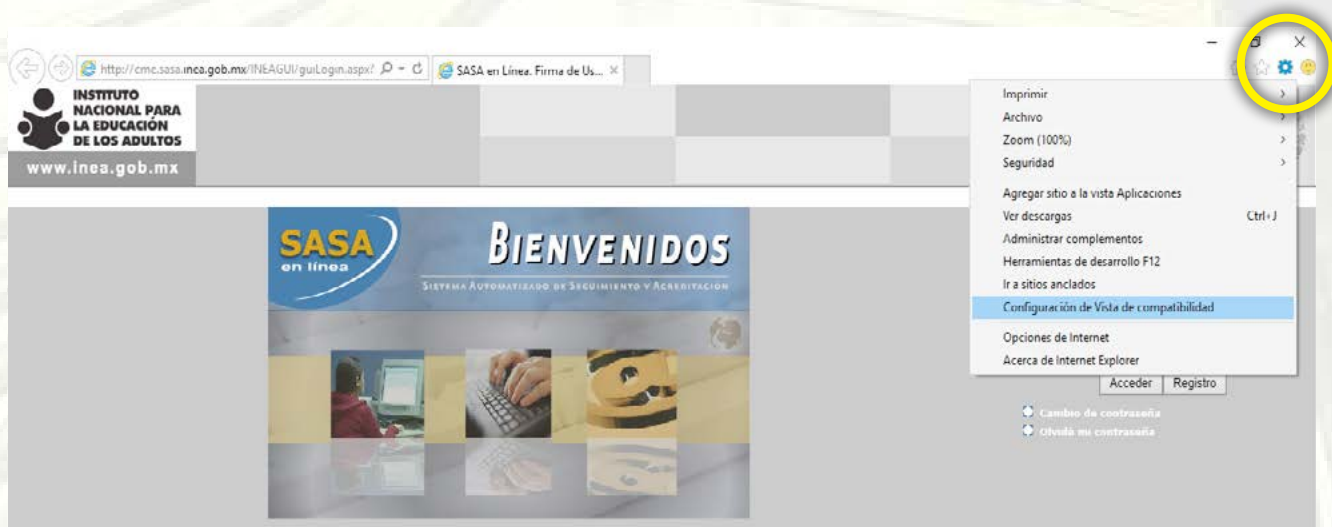 http://cmc.sasa.inea.gob.mx/INEAGUI/guiLogin.aspx?
SASA en Línea. Firma de Us...
INSTITUTO
NACIONAL PARA
LA EDUCACIÓN
DE LOS ADULTOS
www.inea.gob.mx
Imprimir
Archivo
Zoom (100%)
Seguridad
Agregar sitio a la vista Aplicaciones
Ver descargas Ctrl+J
Administrar complementos
Herramientas de desarrollo F12
Ir a sitios anclados
Configuración de Vista de compatibilidad
Opciones de Internet
Acerca de Internet Explorer
SASA
en línea
BIENVENIDOS
SISTEMA AUTOMATIZADO DE SEGUIMIENTO Y ACREDITACIÓN
Acceder Registro
Cambio de contraseña
Olvidé mi contraseña